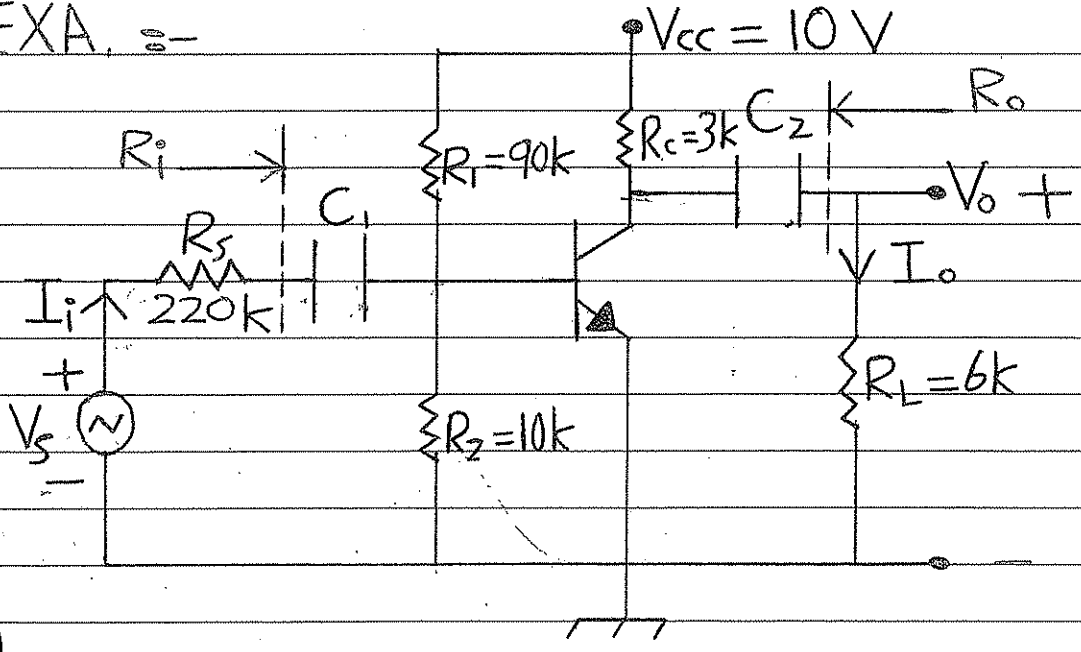 EXA. :-
Vcc = 10 V
Ro
C2
Rc=3k
Ri
R1=90k
Vo +
C1
Rs
Io
Ii
220k
+
RL=6k
Vs
R2=10k
-
-